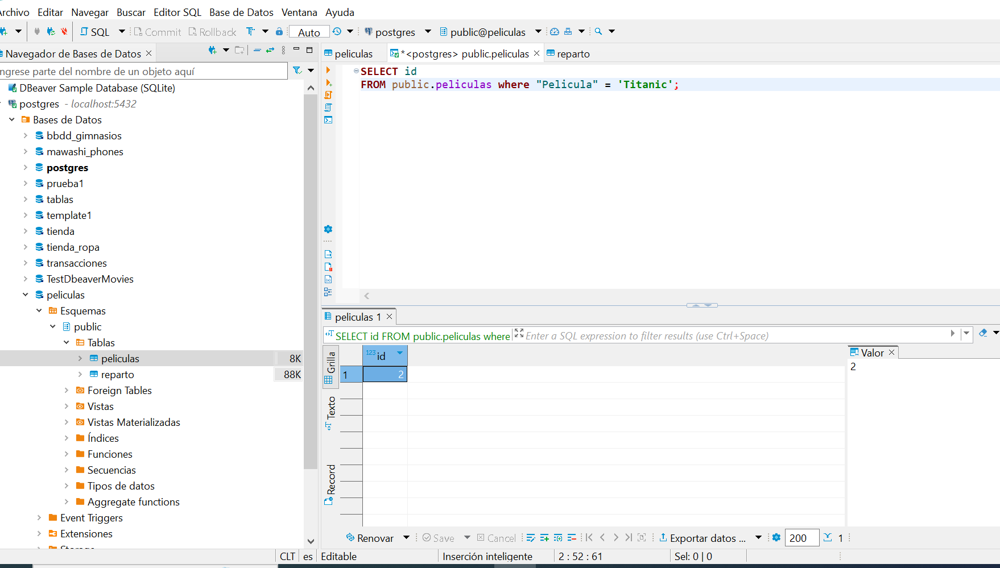 Archivo Editar Navegar Buscar Editor SQL Base de Datos Ventana Ayuda
SQL Commit Rollback Auto postgres public@peliculas
Navegador de Bases de Datos
ngrese parte del nombre de un objeto aquí
DBeaver Sample Database (SQLite)
postgres - localhost:5432
Bases de Datos
bbdd_gimnasios
mawashi_phones
postgres
prueba1
tablas
template1
tienda
tienda_ropa
transacciones
TestDbeaverMovies
peliculas
Esquemas
public
Tablas
peliculas 8K
reparto 88K
Foreign Tables
Vistas
Vistas Materializadas
Índices
Funciones
Secuencias
Tipos de datos
Aggregate functions
Event Triggers
Extensiones
Storage
peliculas *<postgres> public.peliculas reparto
SELECT id
FROM public.peliculas where "Pelicula" = 'Titanic';
peliculas 1
SELECT id FROM public.peliculas where Enter a SQL expression to filter results (use Ctrl+Space)
Grilla
Texto
Record
123 id
1 2
Valor
2
Renovar Save Cancel Exportar datos ... 200 1
CLT es Editable Inserción inteligente 2 : 52 : 61 Sel: 0 | 0